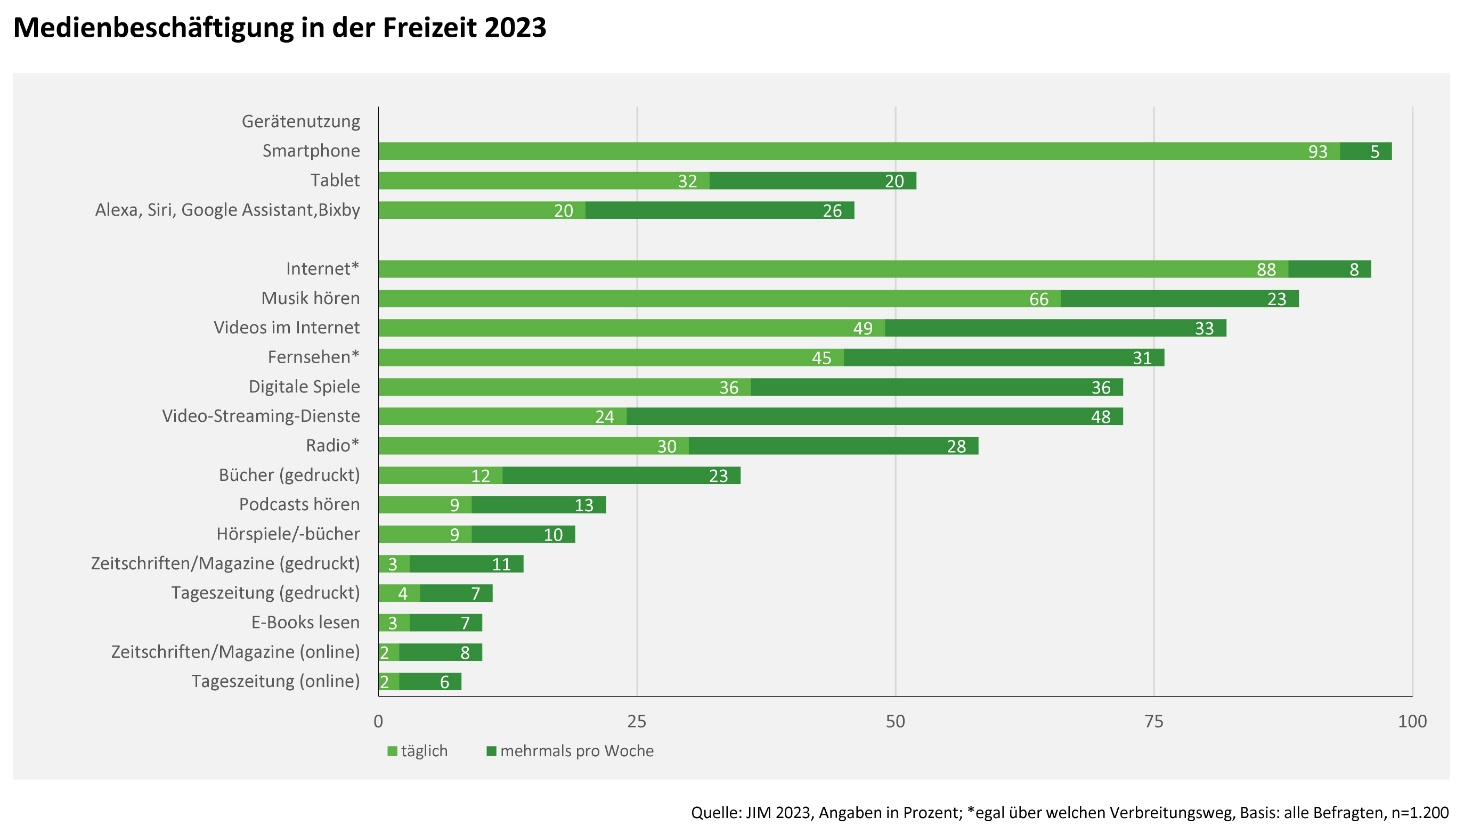 Medienbeschäftigung in der Freizeit 2023
Gerätenutzung
Smartphone 93 5
Tablet 32 20
Alexa, Siri, Google Assistant,Bixby 20 26
Internet* 88 8
Musik hören 66 23
Videos im Internet 49 33
Fernsehen* 45 31
Digitale Spiele 36 36
Video-Streaming-Dienste 24 48
Radio* 30 28
Bücher (gedruckt) 12 23
Podcasts hören 9 13
Hörspiele/-bücher 9 10
Zeitschriften/Magazine (gedruckt) 3 11
Tageszeitung (gedruckt) 4 7
E-Books lesen 3 7
Zeitschriften/Magazine (online) 2 8
Tageszeitung (online) 2 6
0 25 50 75 100
täglich mehrmals pro Woche
Quelle: JIM 2023, Angaben in Prozent; *egal über welchen Verbreitungsweg, Basis: alle Befragten, n=1.200